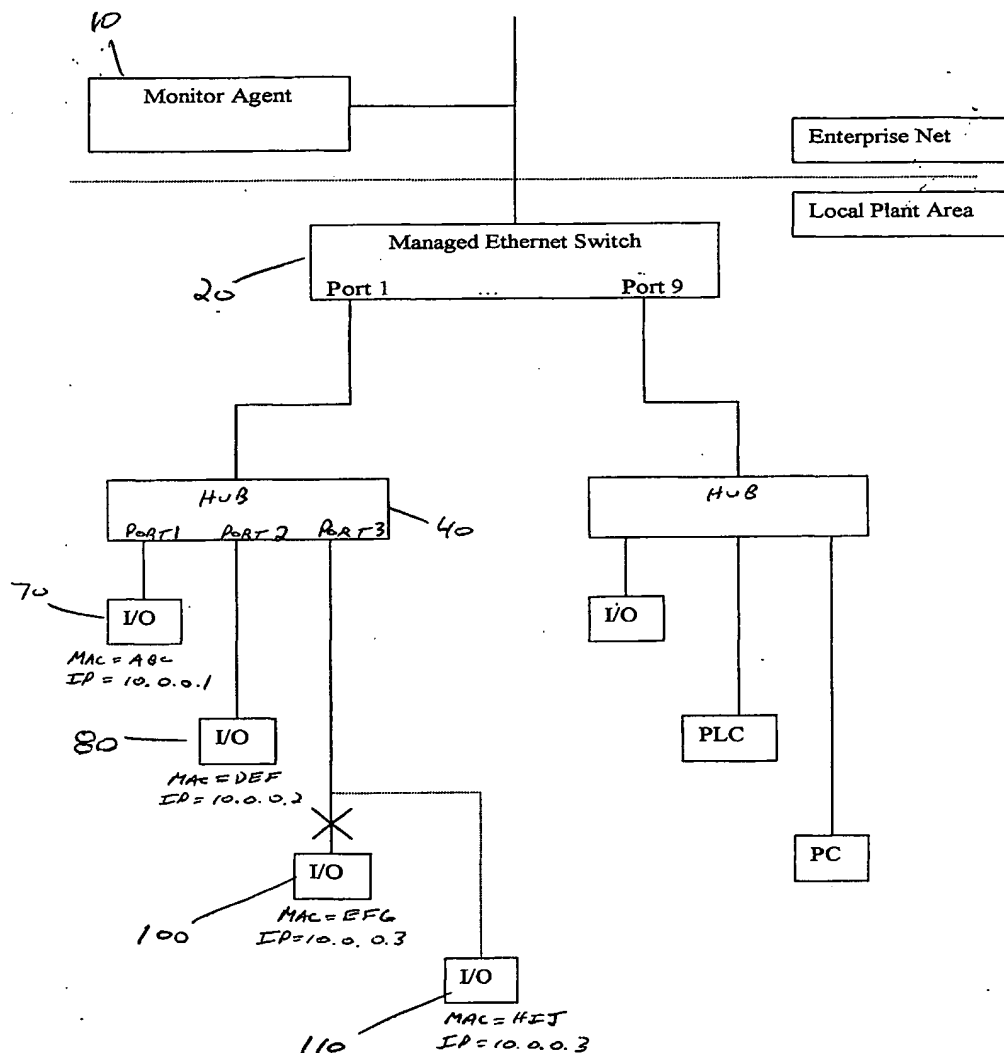 10
Monitor Agent
Enterprise Net
Local Plant Area
Managed Ethernet Switch
20
Port 1 ... Port 9
HUB
PORT1 PORT 2 PORT3
40
HUB
70
I/O
MAC = ABC
IP = 10.0.0.1
I/O
80
I/O
MAC = DEF
IP = 10.0.0.2
PLC
100
I/O
MAC = EFG
IP = 10.0.0.3
PC
110
I/O
MAC = HIJ
IP = 10.0.0.3